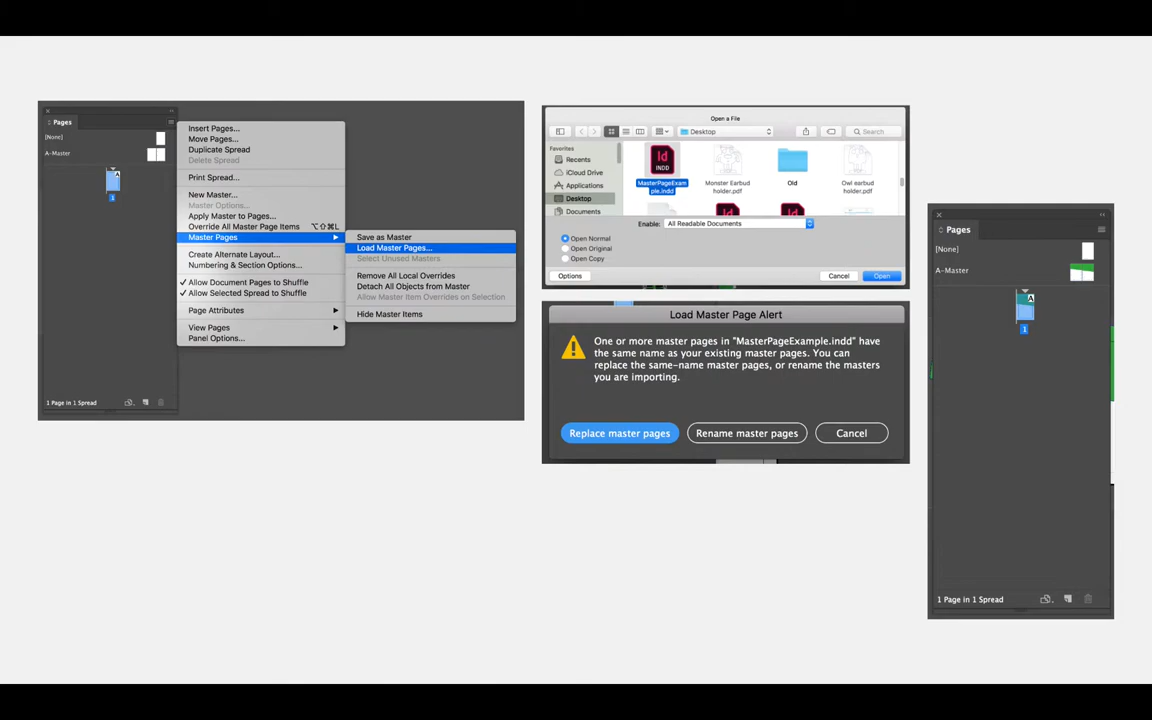 Pages
[None]
A-Master
A
1
1 Page in 1 Spread
Insert Pages...
Move Pages...
Duplicate Spread
Delete Spread
Print Spread...
New Master...
Master Options...
Apply Master to Pages...
Override All Master Page Items ⌥⇧⌘L
Master Pages
Create Alternate Layout...
Numbering & Section Options...
✓ Allow Document Pages to Shuffle
✓ Allow Selected Spread to Shuffle
Page Attributes
View Pages
Panel Options...
Save as Master
Load Master Pages...
Select Unused Masters
Remove All Local Overrides
Detach All Objects from Master
Allow Master Item Overrides on Selection
Hide Master Items
Open a File
Desktop
Search
Favorites
Recents
iCloud Drive
Applications
Desktop
Documents
Id
INDD
MasterPageExam
ple.indd
Monster Earbud
holder.pdf
Old
Owl earbud
holder.pdf
Id
Id
Enable: All Readable Documents
Open Normal
Open Original
Open Copy
Options
Cancel
Open
Load Master Page Alert
One or more master pages in "MasterPageExample.indd" have
the same name as your existing master pages. You can
replace the same-name master pages, or rename the masters
you are importing.
Replace master pages
Rename master pages
Cancel
Pages
[None]
A-Master
A
1
1 Page in 1 Spread